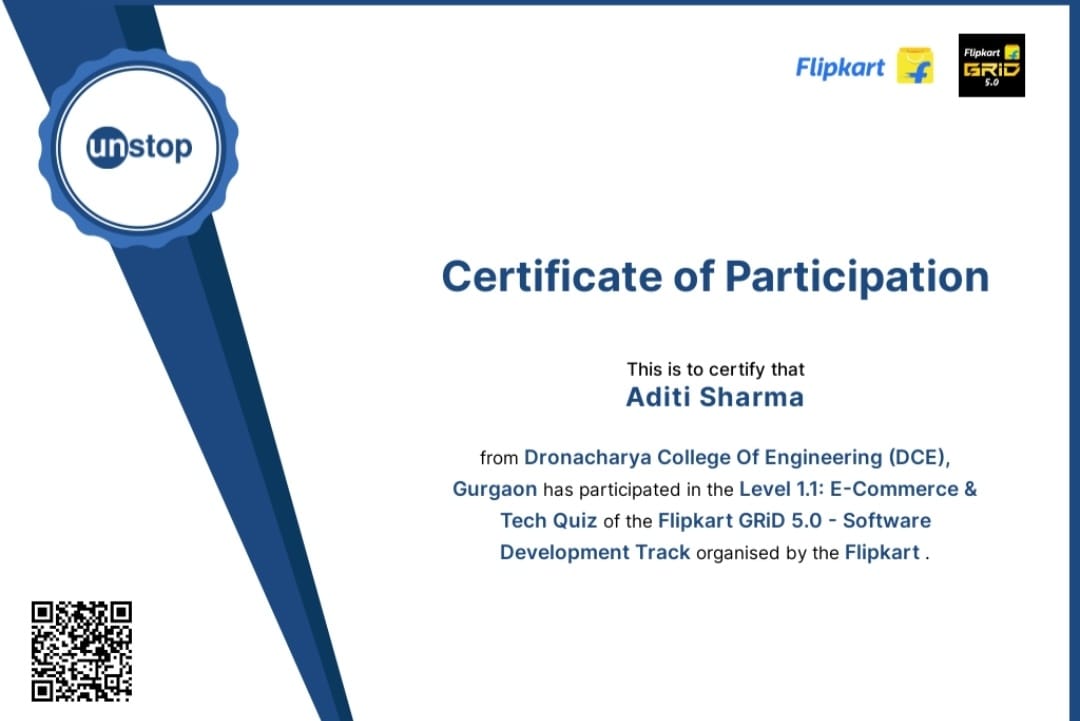 unstop
Flipkart
Flipkart
GRiD
5.0
Certificate of Participation
This is to certify that
Aditi Sharma
from Dronacharya College Of Engineering (DCE),
Gurgaon has participated in the Level 1.1: E-Commerce &
Tech Quiz of the Flipkart GRiD 5.0 - Software
Development Track organised by the Flipkart .